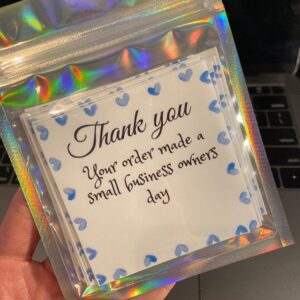 Thank you
Your order made a
small business owners
day